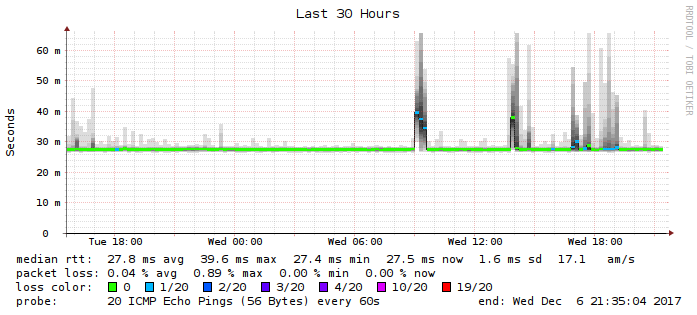 Last 30 Hours
RRDTOOL / TOBI OETIKER
Seconds
60 m
50 m
40 m
30 m
20 m
10 m
0
Tue 18:00 Wed 00:00 Wed 06:00 Wed 12:00 Wed 18:00
median rtt: 27.8 ms avg 39.6 ms max 27.4 ms min 27.5 ms now 1.6 ms sd 17.1 am/s
packet loss: 0.04 % avg 0.89 % max 0.00 % min 0.00 % now
loss color: 0 1/20 2/20 3/20 4/20 10/20 19/20
probe: 20 ICMP Echo Pings (56 Bytes) every 60s end: Wed Dec 6 21:35:04 2017